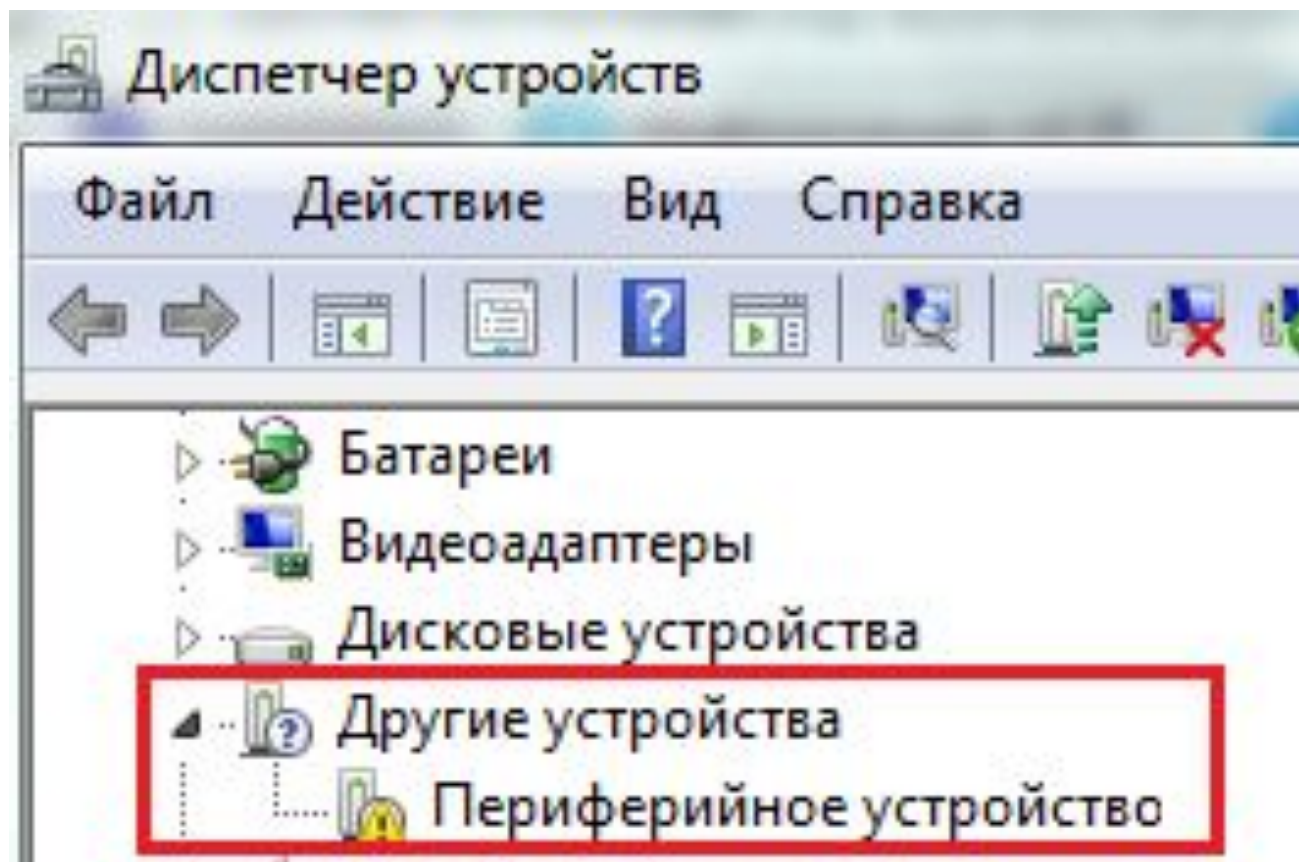 Диспетчер устройств
Файл Действие Вид Справка
Батареи
Видеоадаптеры
Дисковые устройства
Другие устройства
Периферийное устройство